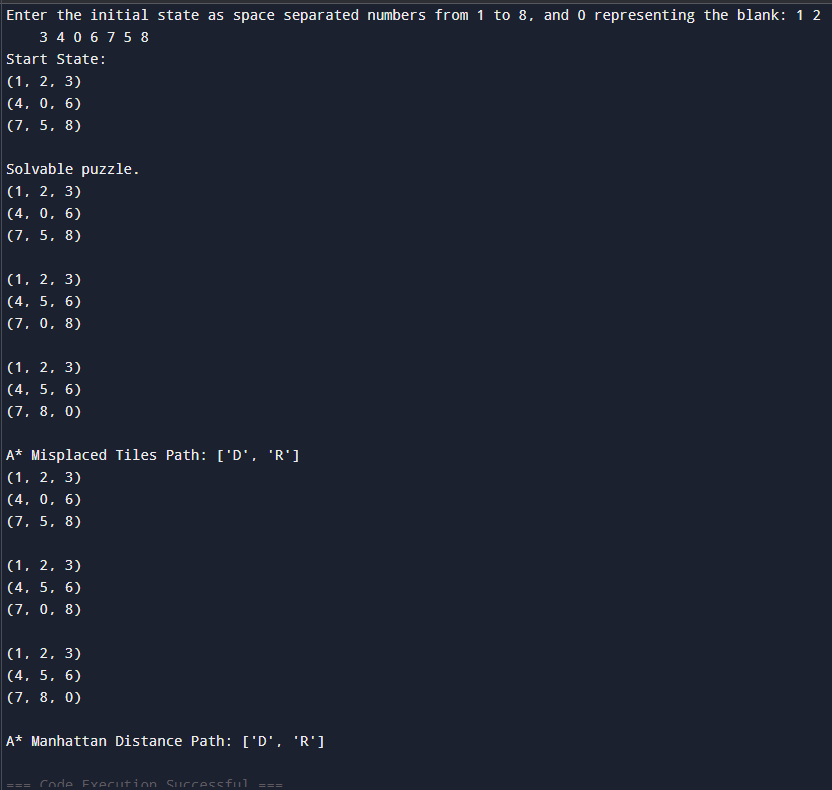 Enter the initial state as space separated numbers from 1 to 8, and 0 representing the blank: 1 2
3 4 0 6 7 5 8
Start State:
(1, 2, 3)
(4, 0, 6)
(7, 5, 8)
Solvable puzzle.
(1, 2, 3)
(4, 0, 6)
(7, 5, 8)
(1, 2, 3)
(4, 5, 6)
(7, 0, 8)
(1, 2, 3)
(4, 5, 6)
(7, 8, 0)
A* Misplaced Tiles Path: ['D', 'R']
(1, 2, 3)
(4, 0, 6)
(7, 5, 8)
(1, 2, 3)
(4, 5, 6)
(7, 0, 8)
(1, 2, 3)
(4, 5, 6)
(7, 8, 0)
A* Manhattan Distance Path: ['D', 'R']
=== Code Execution Successful ===